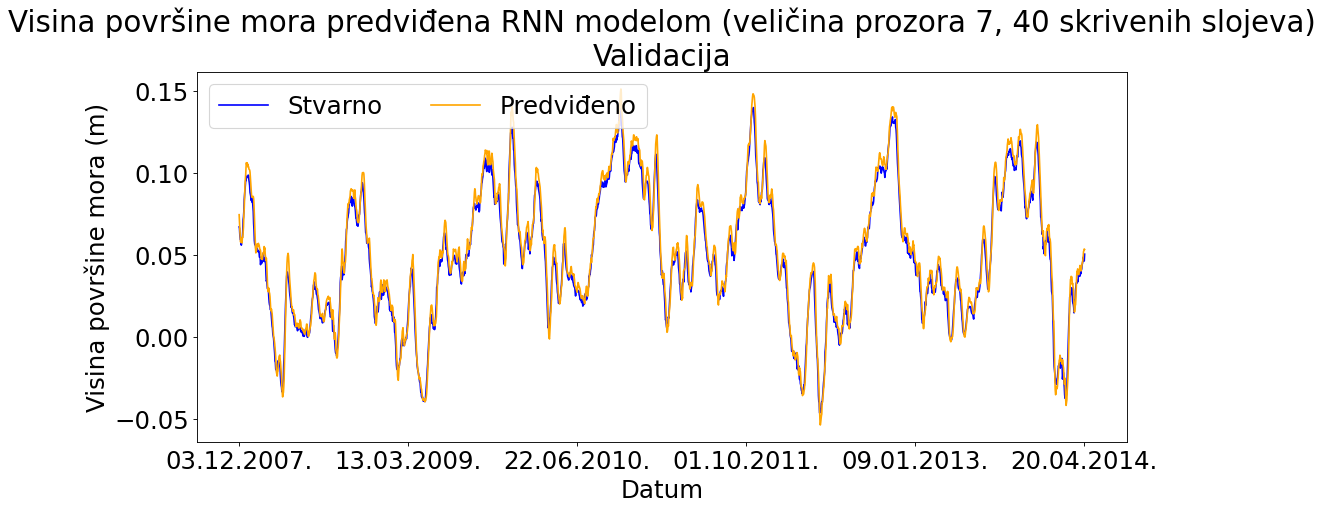 Visina površine mora predviđena RNN modelom (veličina prozora 7, 40 skrivenih slojeva)
Validacija
Stvarno
Predviđeno
Visina površine mora (m)
0.15
0.10
0.05
0.00
−0.05
03.12.2007. 13.03.2009. 22.06.2010. 01.10.2011. 09.01.2013. 20.04.2014.
Datum